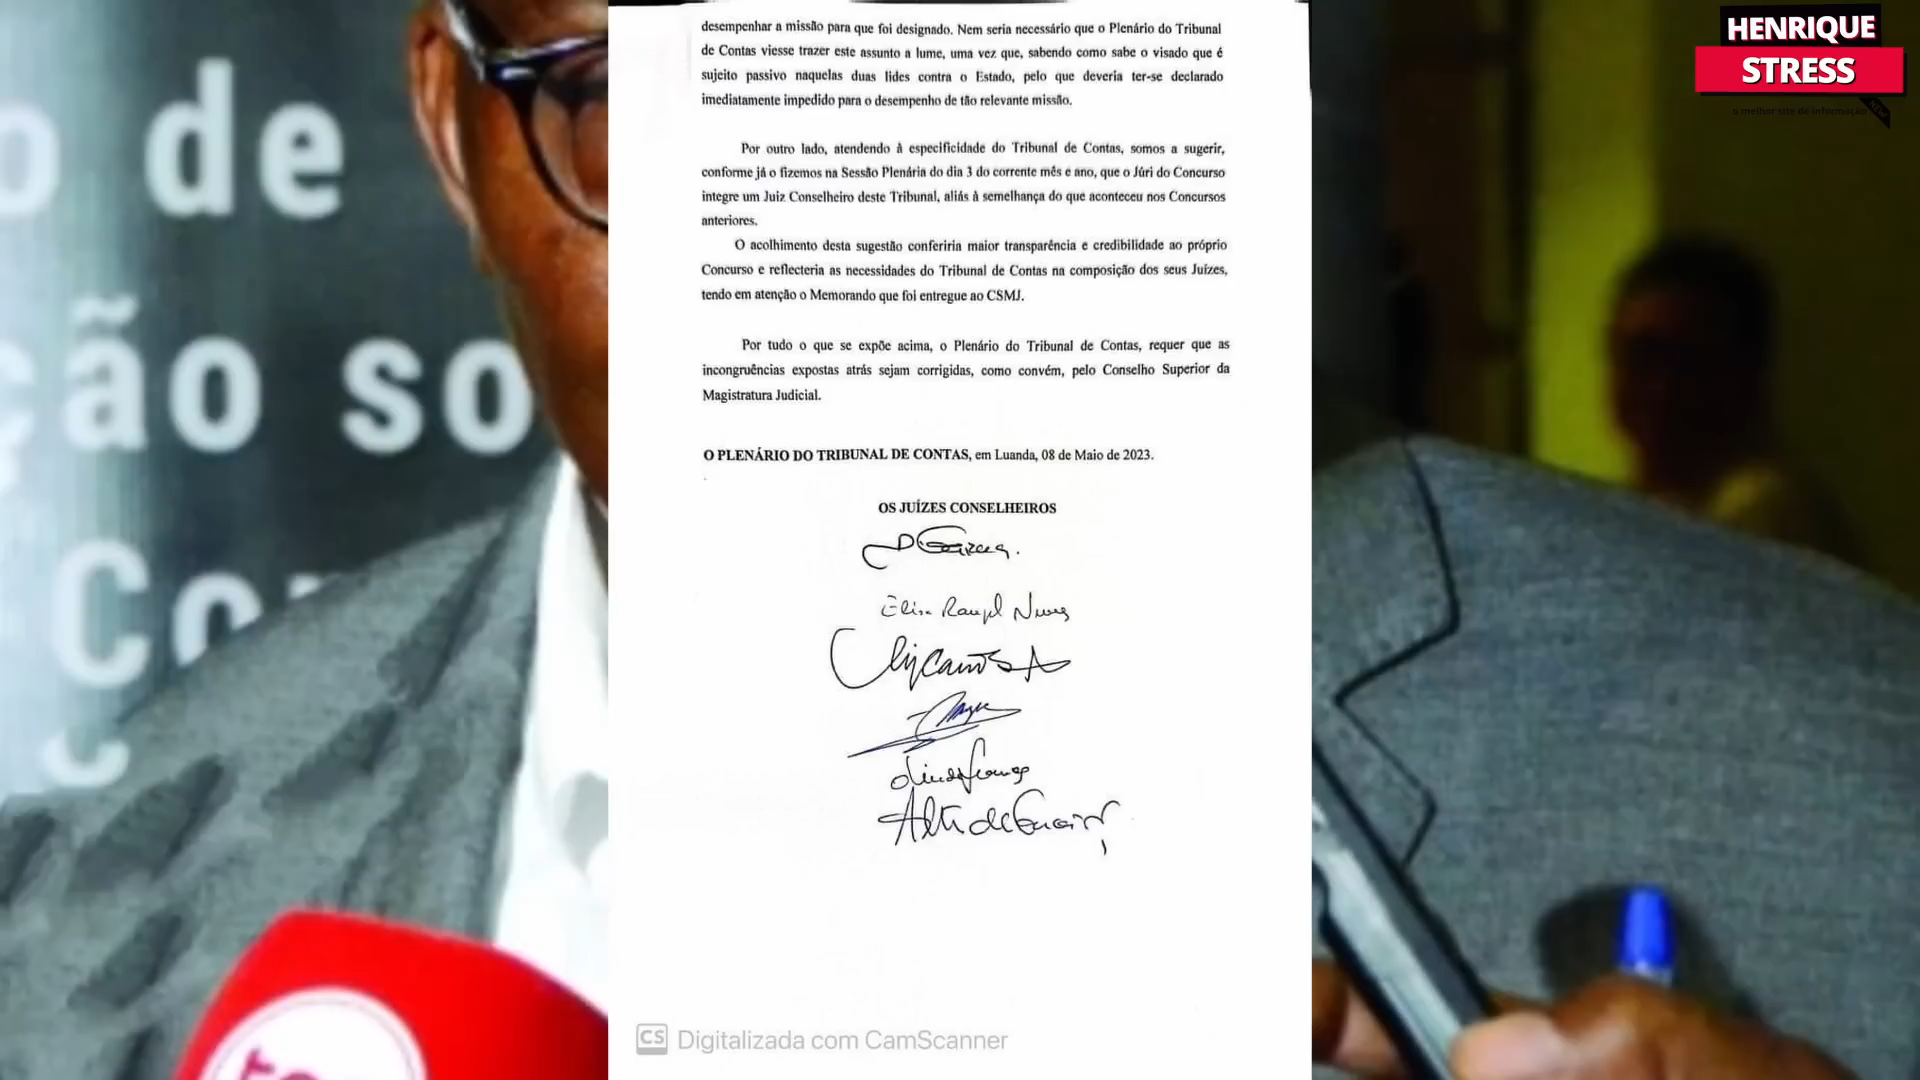 HENRIQUE
STRESS
o melhor site de informação
desempenhar a missão para que foi designado. Nem seria necessário que o Plenário do Tribunal
de Contas viesse trazer este assunto a lume, uma vez que, sabendo como sabe o visado que é
sujeito passivo naquelas duas lides contra o Estado, pelo que deveria ter-se declarado
imediatamente impedido para o desempenho de tão relevante missão.
Por outro lado, atendendo à especificidade do Tribunal de Contas, somos a sugerir,
conforme já o fizemos na Sessão Plenária do dia 3 do corrente mês e ano, que o Júri do Concurso
integre um Juiz Conselheiro deste Tribunal, aliás à semelhança do que aconteceu nos Concursos
anteriores.
O acolhimento desta sugestão conferiria maior transparência e credibilidade ao próprio
Concurso e reflecteria as necessidades do Tribunal de Contas na composição dos seus Juízes,
tendo em atenção o Memorando que foi entregue ao CSMJ.
Por tudo o que se expõe acima, o Plenário do Tribunal de Contas, requer que as
incongruências expostas atrás sejam corrigidas, como convém, pelo Conselho Superior da
Magistratura Judicial.
O PLENÁRIO DO TRIBUNAL DE CONTAS, em Luanda, 08 de Maio de 2023.
OS JUÍZES CONSELHEIROS
Elisa Rangel Nunes
CS Digitalizada com CamScanner
o de
ção so
Co